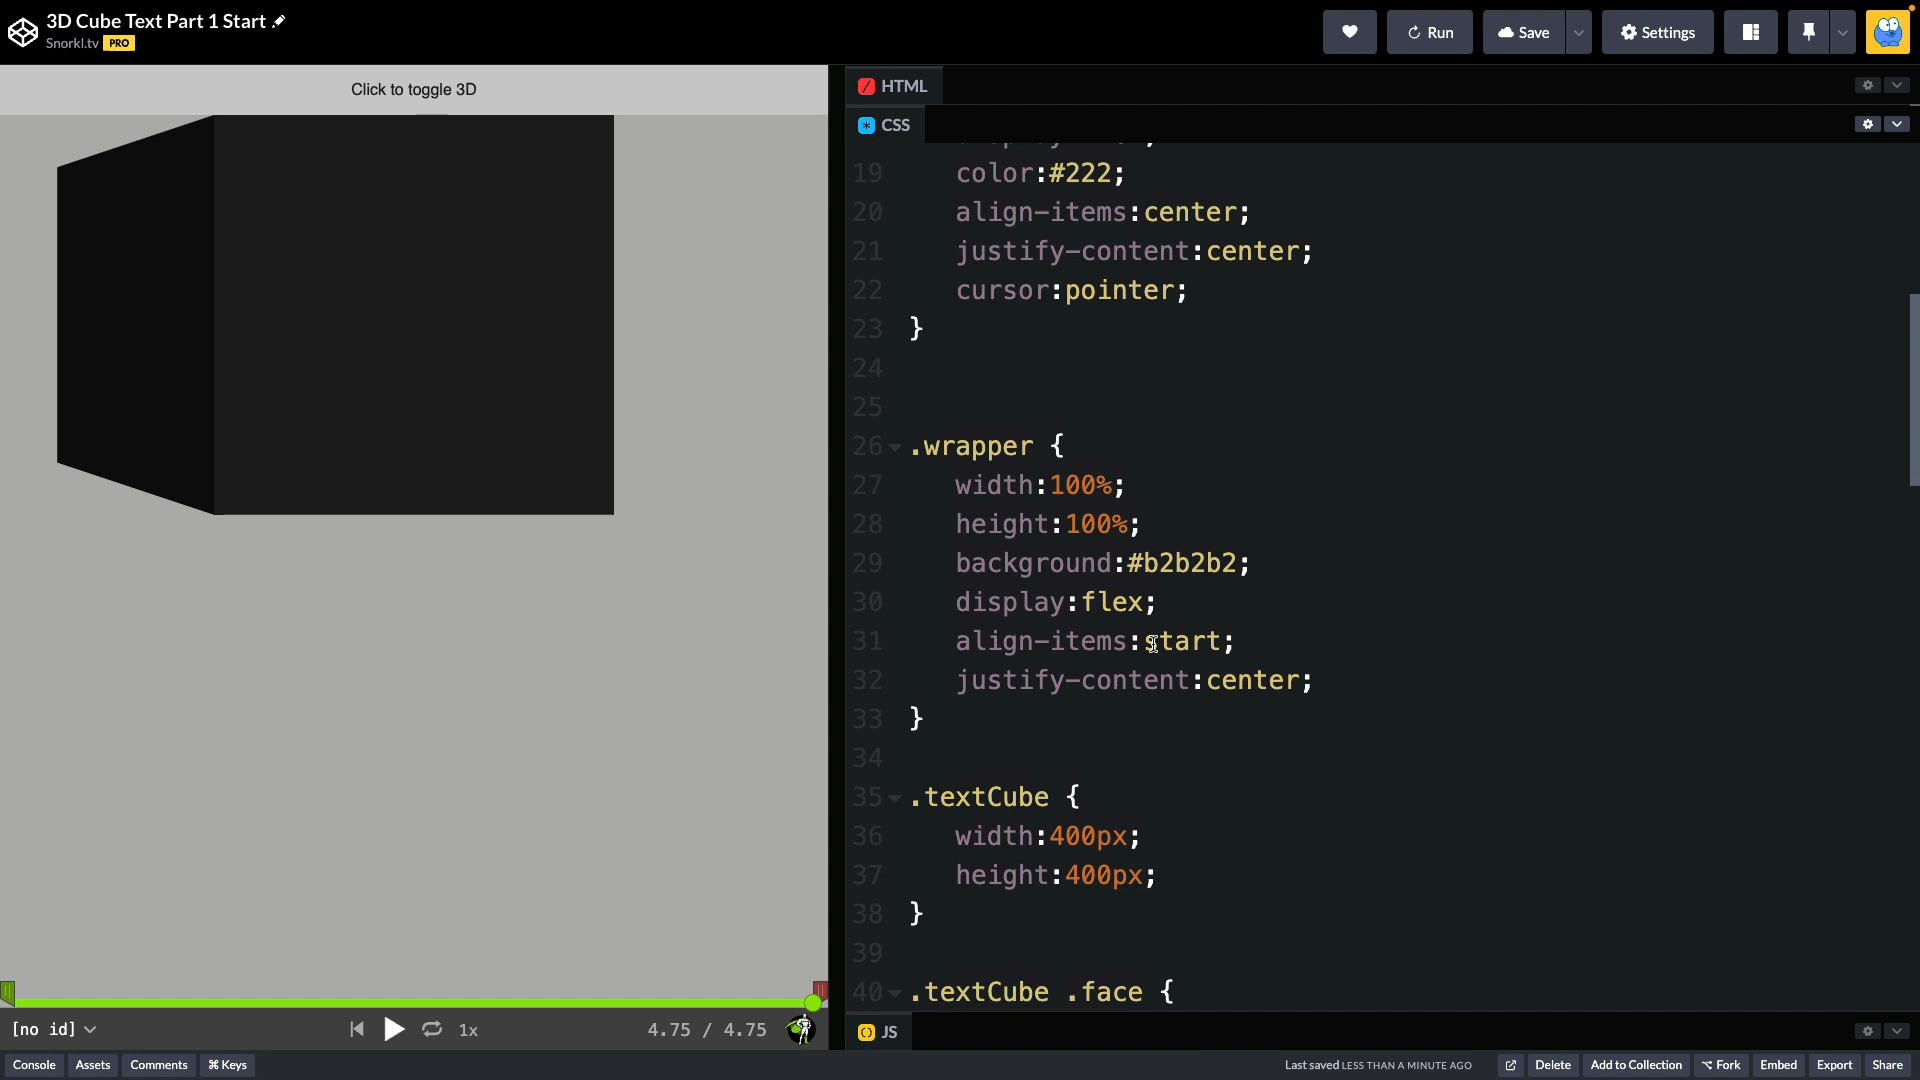 3D Cube Text Part 1 Start
Snorkl.tv PRO
Run
Save
Settings
Click to toggle 3D
HTML
CSS
19 color:#222;
20 align-items:center;
21 justify-content:center;
22 cursor:pointer;
23 }
24
25
26 .wrapper {
27 width:100%;
28 height:100%;
29 background:#b2b2b2;
30 display:flex;
31 align-items:start;
32 justify-content:center;
33 }
34
35 .textCube {
36 width:400px;
37 height:400px;
38 }
39
40 .textCube .face {
[no id] 1x 4.75 / 4.75
JS
Console Assets Comments ⌘ Keys Last saved LESS THAN A MINUTE AGO Delete Add to Collection Fork Embed Export Share